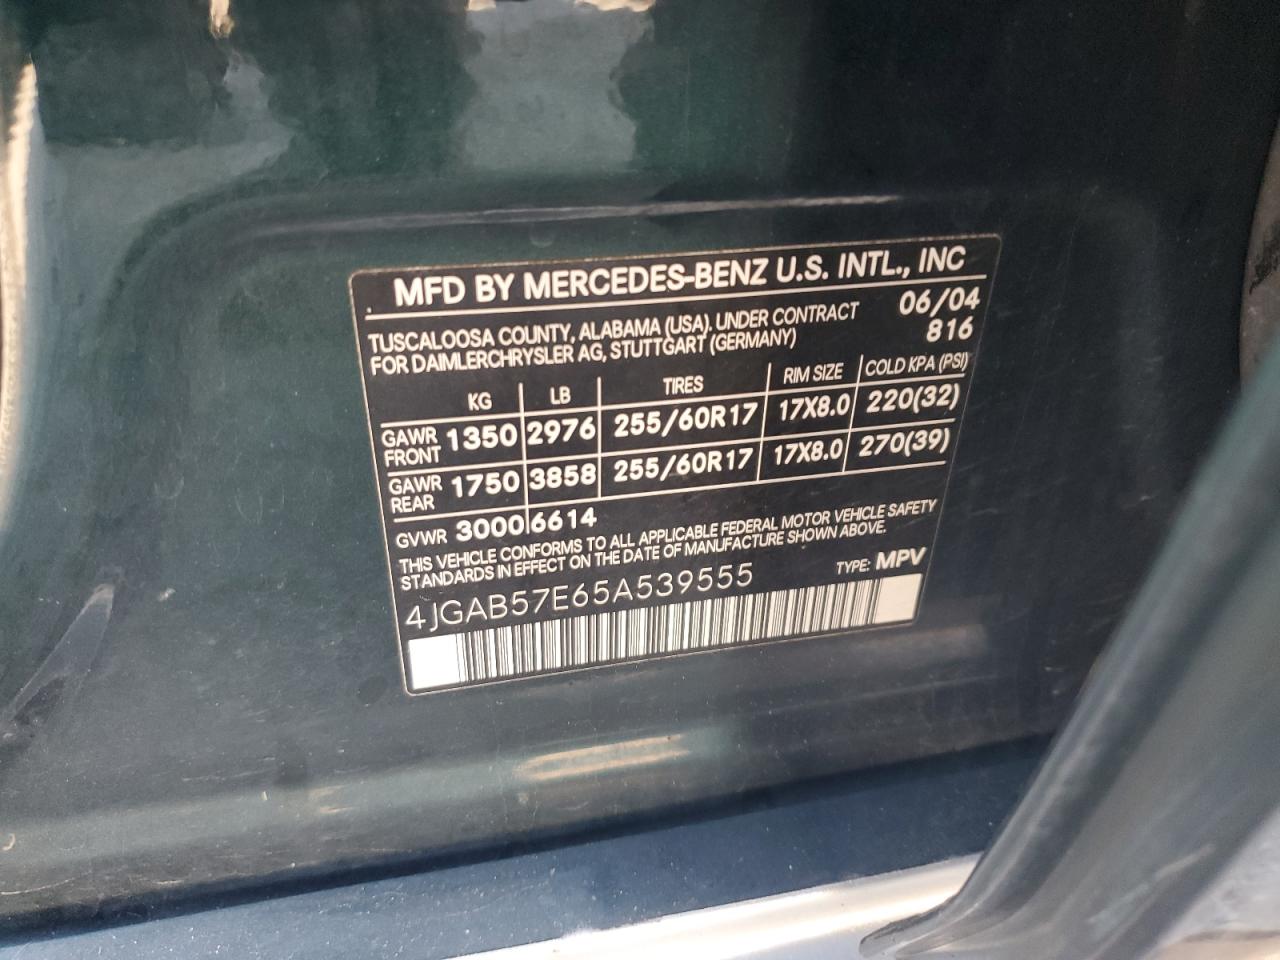 MFD BY MERCEDES-BENZ U.S. INTL., INC
06/04
TUSCALOOSA COUNTY, ALABAMA (USA). UNDER CONTRACT
816
FOR DAIMLERCHRYSLER AG, STUTTGART (GERMANY)
KG LB TIRES RIM SIZE COLD KPA (PSI)
GAWR FRONT 1350 2976 255/60R17 17X8.0 220(32)
GAWR REAR 1750 3858 255/60R17 17X8.0 270(39)
GVWR 3000 6614
THIS VEHICLE CONFORMS TO ALL APPLICABLE FEDERAL MOTOR VEHICLE SAFETY
STANDARDS IN EFFECT ON THE DATE OF MANUFACTURE SHOWN ABOVE.
4JGAB57E65A539555 TYPE: MPV